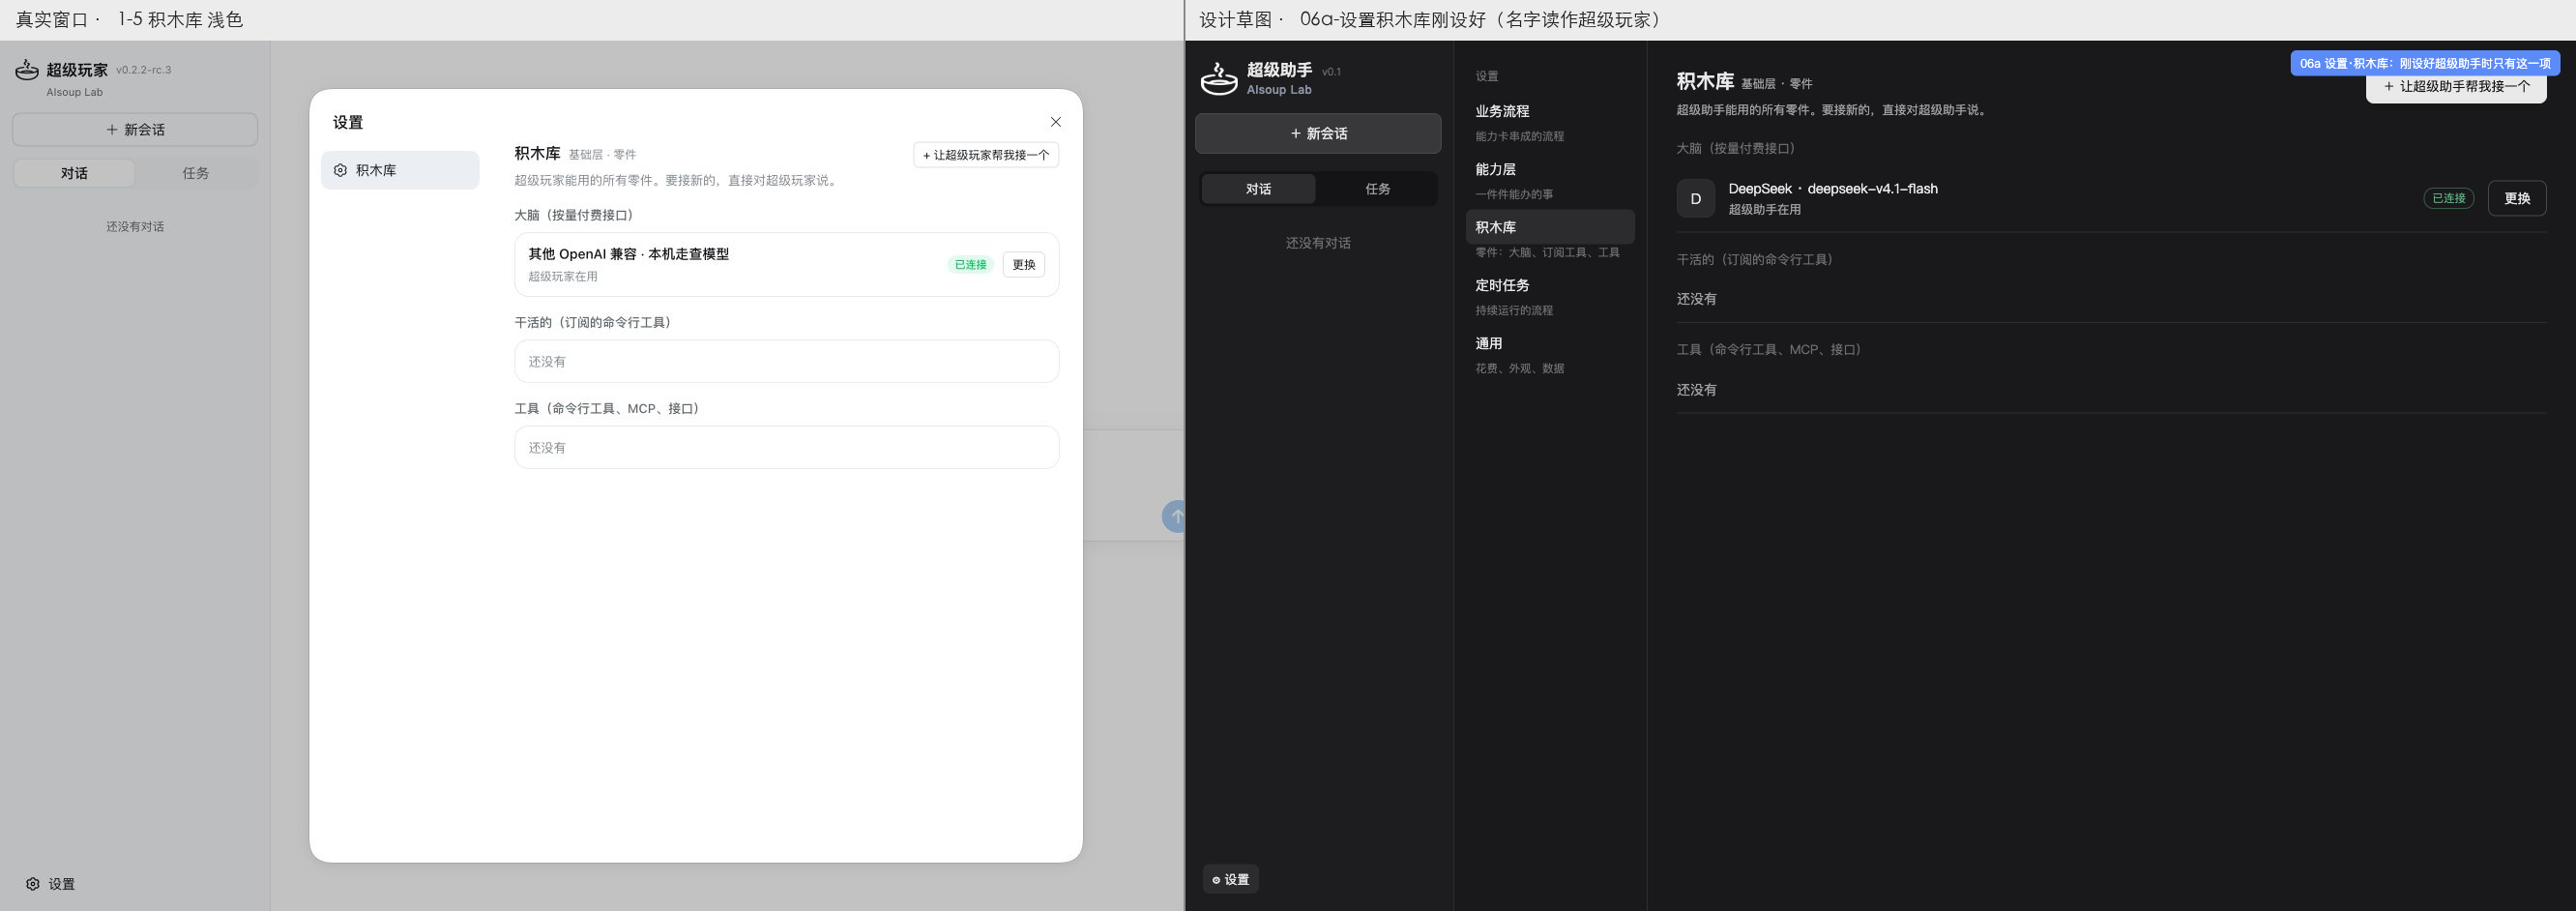 真实窗口 · 1-5 积木库 浅色
超级玩家 v0.2.2-rc.3
AIsoup Lab
+ 新会话
对话 任务
还没有对话
设置
设置
积木库
积木库 基础层 · 零件
+ 让超级玩家帮我接一个
超级玩家能用的所有零件。要接新的，直接对超级玩家说。
大脑（按量付费接口）
其他 OpenAI 兼容 · 本机走查模型
超级玩家在用
已连接
更换
干活的（订阅的命令行工具）
还没有
工具（命令行工具、MCP、接口）
还没有
设计草图 · 06a-设置积木库刚设好（名字读作超级玩家）
超级助手 v0.1
AIsoup Lab
+ 新会话
对话 任务
还没有对话
设置
设置
业务流程
能力卡串成的流程
能力层
一件件能办的事
积木库
零件：大脑、订阅工具、工具
定时任务
持续运行的流程
通用
花费、外观、数据
06a 设置·积木库：刚设好超级助手时只有这一项
积木库 基础层 · 零件
+ 让超级助手帮我接一个
超级助手能用的所有零件。要接新的，直接对超级助手说。
大脑（按量付费接口）
D
DeepSeek · deepseek-v4.1-flash
超级助手在用
已连接
更换
干活的（订阅的命令行工具）
还没有
工具（命令行工具、MCP、接口）
还没有